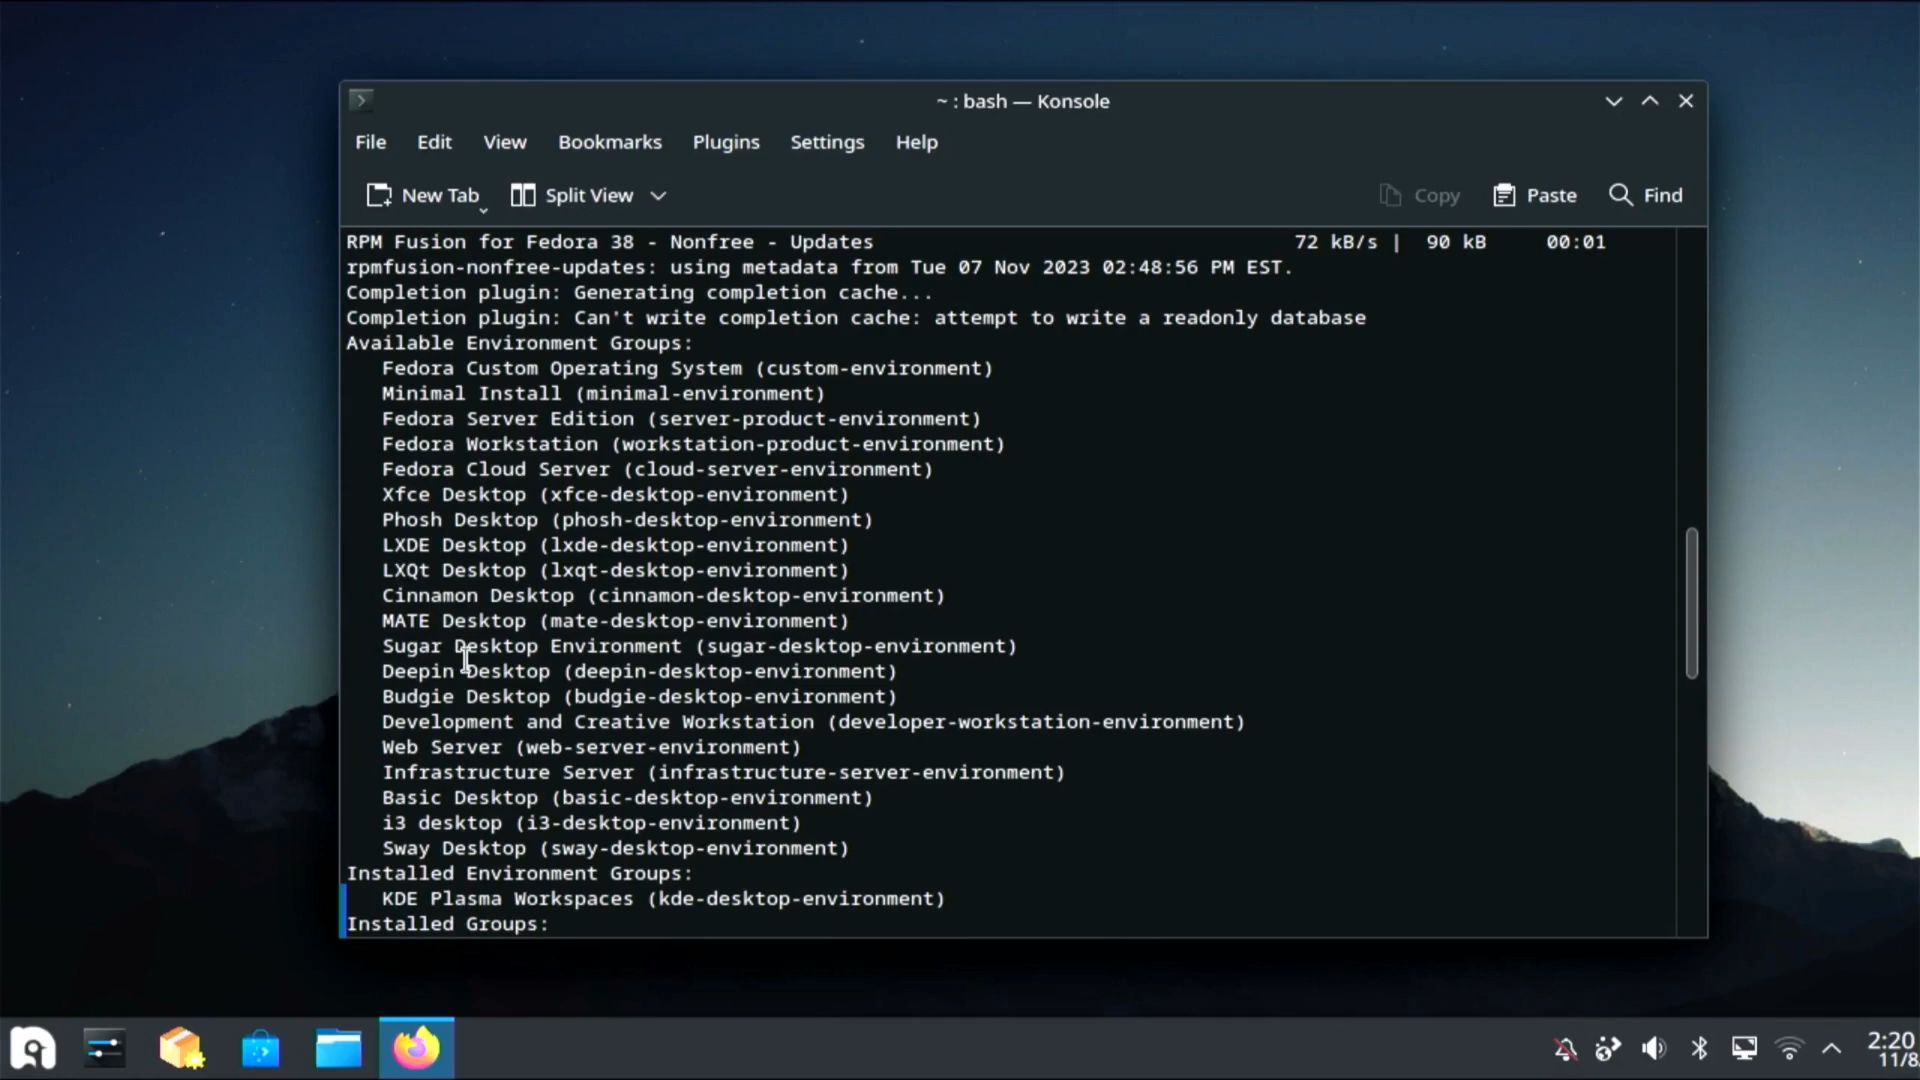 ~ : bash — Konsole
File Edit View Bookmarks Plugins Settings Help
New Tab Split View Copy Paste Find
RPM Fusion for Fedora 38 - Nonfree - Updates 72 kB/s | 90 kB 00:01
rpmfusion-nonfree-updates: using metadata from Tue 07 Nov 2023 02:48:56 PM EST.
Completion plugin: Generating completion cache...
Completion plugin: Can't write completion cache: attempt to write a readonly database
Available Environment Groups:
Fedora Custom Operating System (custom-environment)
Minimal Install (minimal-environment)
Fedora Server Edition (server-product-environment)
Fedora Workstation (workstation-product-environment)
Fedora Cloud Server (cloud-server-environment)
Xfce Desktop (xfce-desktop-environment)
Phosh Desktop (phosh-desktop-environment)
LXDE Desktop (lxde-desktop-environment)
LXQt Desktop (lxqt-desktop-environment)
Cinnamon Desktop (cinnamon-desktop-environment)
MATE Desktop (mate-desktop-environment)
Sugar Desktop Environment (sugar-desktop-environment)
Deepin Desktop (deepin-desktop-environment)
Budgie Desktop (budgie-desktop-environment)
Development and Creative Workstation (developer-workstation-environment)
Web Server (web-server-environment)
Infrastructure Server (infrastructure-server-environment)
Basic Desktop (basic-desktop-environment)
i3 desktop (i3-desktop-environment)
Sway Desktop (sway-desktop-environment)
Installed Environment Groups:
KDE Plasma Workspaces (kde-desktop-environment)
Installed Groups:
2:20
11/8